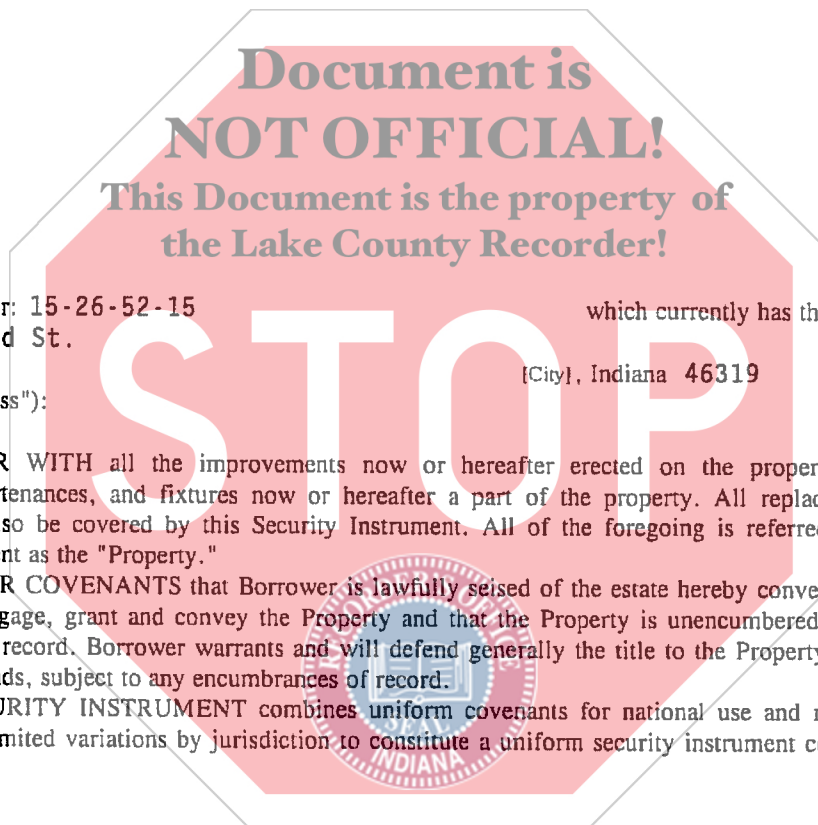 Document is
NOT OFFICIAL!
This Document is the property of
the Lake County Recorder!
r: 15-26-52-15 which currently has th
d St.
[City], Indiana 46319
ss"):
STOP
R WITH all the improvements now or hereafter erected on the proper
tenances, and fixtures now or hereafter a part of the property. All replac
so be covered by this Security Instrument. All of the foregoing is referre
nt as the "Property."
R COVENANTS that Borrower is lawfully seised of the estate hereby conve
gage, grant and convey the Property and that the Property is unencumbered
record. Borrower warrants and will defend generally the title to the Property
ds, subject to any encumbrances of record.
URITY INSTRUMENT combines uniform covenants for national use and n
mited variations by jurisdiction to constitute a uniform security instrument c
RECORDER'S OFFICE
SEAL
INDIANA